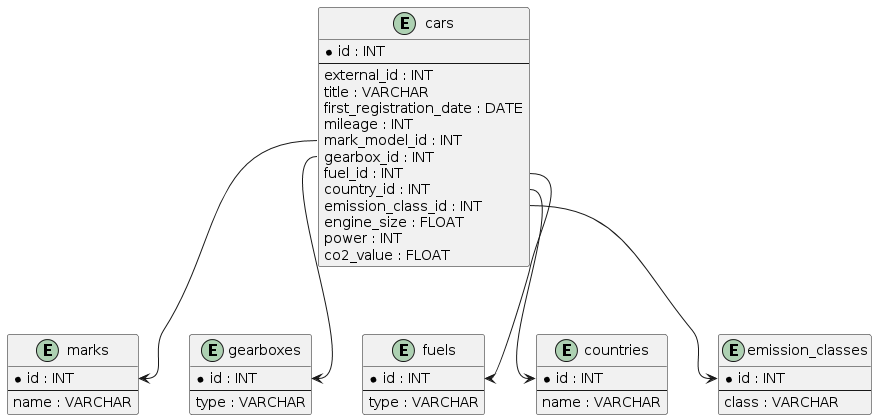 E cars
id : INT
external_id : INT
title : VARCHAR
first_registration_date : DATE
mileage : INT
mark_model_id : INT
gearbox_id : INT
fuel_id : INT
country_id : INT
emission_class_id : INT
engine_size : FLOAT
power : INT
co2_value : FLOAT
E marks
id : INT
name : VARCHAR
E gearboxes
id : INT
type : VARCHAR
E fuels
id : INT
type : VARCHAR
E countries
id : INT
name : VARCHAR
E emission_classes
id : INT
class : VARCHAR